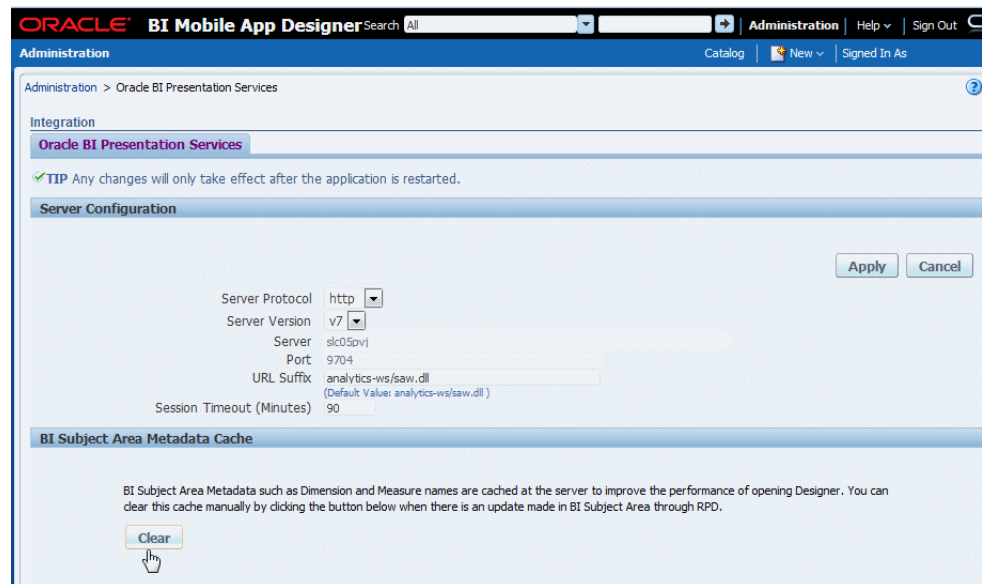 ORACLE BI Mobile App Designer Search All Administration Help Sign Out
Administration Catalog New Signed In As
Administration > Oracle BI Presentation Services
Integration
Oracle BI Presentation Services
TIP Any changes will only take effect after the application is restarted.
Server Configuration
Apply Cancel
Server Protocol http
Server Version v7
Server slc05pvj
Port 9704
URL Suffix analytics-ws/saw.dll
(Default Value: analytics-ws/saw.dll )
Session Timeout (Minutes) 90
BI Subject Area Metadata Cache
BI Subject Area Metadata such as Dimension and Measure names are cached at the server to improve the performance of opening Designer. You can
clear this cache manually by clicking the button below when there is an update made in BI Subject Area through RPD.
Clear